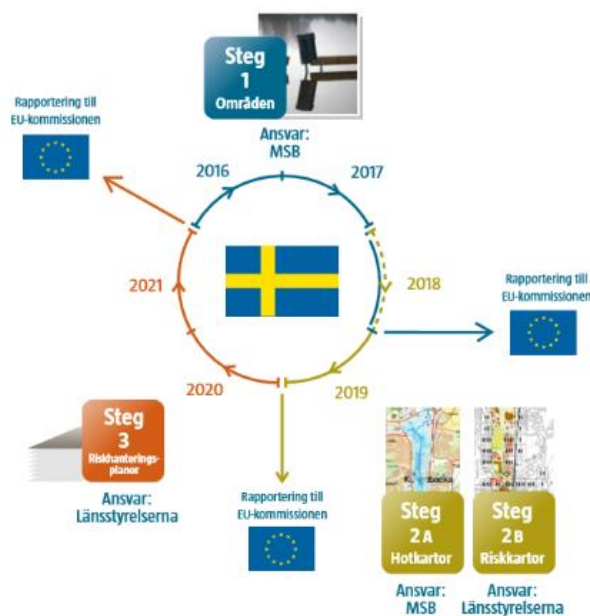 Steg
1
Områden
Ansvar:
MSB
Rapportering till
EU-kommissionen
2016
2017
2018
Rapportering till
EU-kommissionen
2021
2020
2019
Steg
3
Riskhanterings-
planor
Ansvar:
Länsstyrelserna
Rapportering till
EU-kommissionen
Steg
2A
Hotkartor
Ansvar:
MSB
Steg
2B
Riskkartor
Ansvar:
Länsstyrelserna